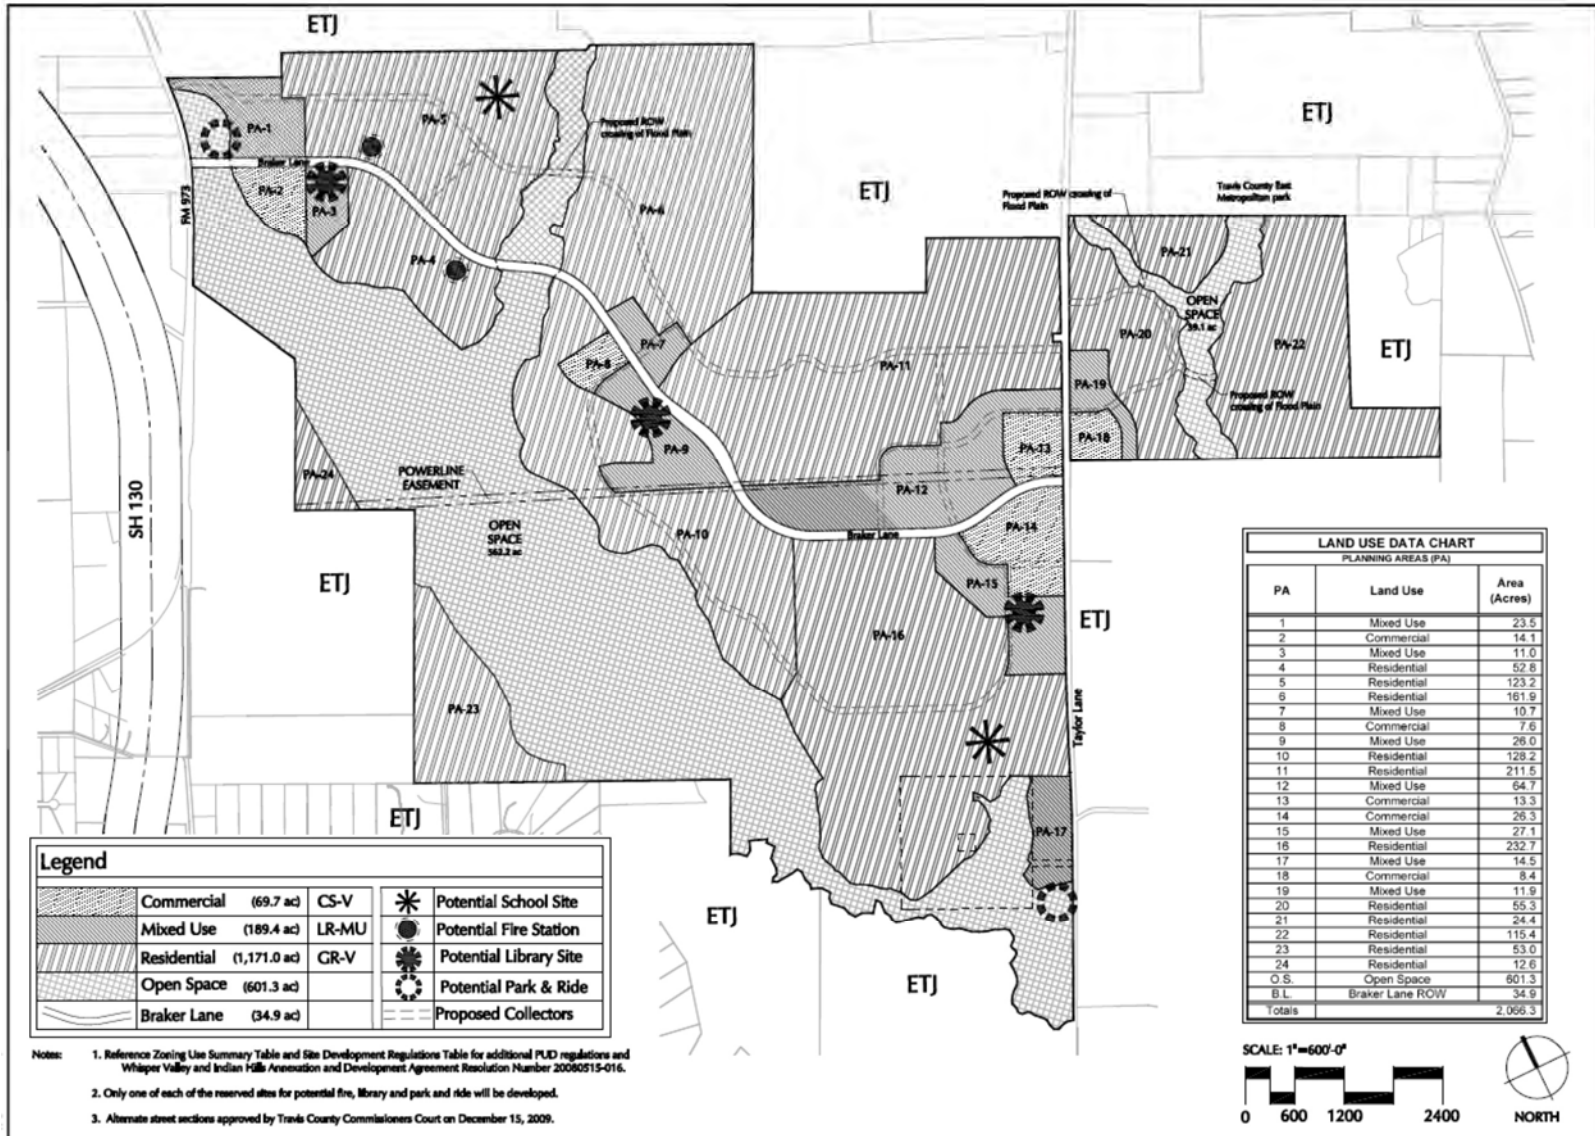 ETJ
PA-1
PA-5
Proposed ROW
crossing of Flood Plain
ETJ
Braker Lane
PA-2
PA-3
FM 973
PA-6
ETJ
Proposed ROW crossing of
Flood Plain
Travis County East
Metropolitan park
PA-4
PA-21
OPEN
SPACE
39.1 ac
PA-20
PA-22
ETJ
PA-7
PA-8
PA-11
PA-19
Proposed ROW
crossing of Flood Plain
PA-9
PA-13
PA-18
PA-24
POWERLINE
EASEMENT
PA-12
SH 130
OPEN
SPACE
562.2 ac
PA-10
Braker Lane
PA-14
ETJ
PA-15
PA-16
ETJ
PA-23
Taylor Lane
ETJ
PA-17
ETJ
ETJ
LAND USE DATA CHART
PLANNING AREAS (PA)
PA Land Use Area (Acres)
1 Mixed Use 23.5
2 Commercial 14.1
3 Mixed Use 11.0
4 Residential 52.8
5 Residential 123.2
6 Residential 161.9
7 Mixed Use 10.7
8 Commercial 7.6
9 Mixed Use 26.0
10 Residential 128.2
11 Residential 211.5
12 Mixed Use 64.7
13 Commercial 13.3
14 Commercial 26.3
15 Mixed Use 27.1
16 Residential 232.7
17 Mixed Use 14.5
18 Commercial 8.4
19 Mixed Use 11.9
20 Residential 55.3
21 Residential 24.4
22 Residential 115.4
23 Residential 53.0
24 Residential 12.6
O.S. Open Space 601.3
B.L. Braker Lane ROW 34.9
Totals 2,066.3
Legend
Commercial (69.7 ac) CS-V Potential School Site
Mixed Use (189.4 ac) LR-MU Potential Fire Station
Residential (1,171.0 ac) GR-V Potential Library Site
Open Space (601.3 ac) Potential Park & Ride
Braker Lane (34.9 ac) Proposed Collectors
Notes: 1. Reference Zoning Use Summary Table and Site Development Regulations Table for additional PUD regulations and
Whisper Valley and Indian Hills Annexation and Development Agreement Resolution Number 20080515-016.
2. Only one of each of the reserved sites for potential fire, library and park and ride will be developed.
3. Alternate street sections approved by Travis County Commissioners Court on December 15, 2009.
SCALE: 1"=600'-0"
0 600 1200 2400
NORTH